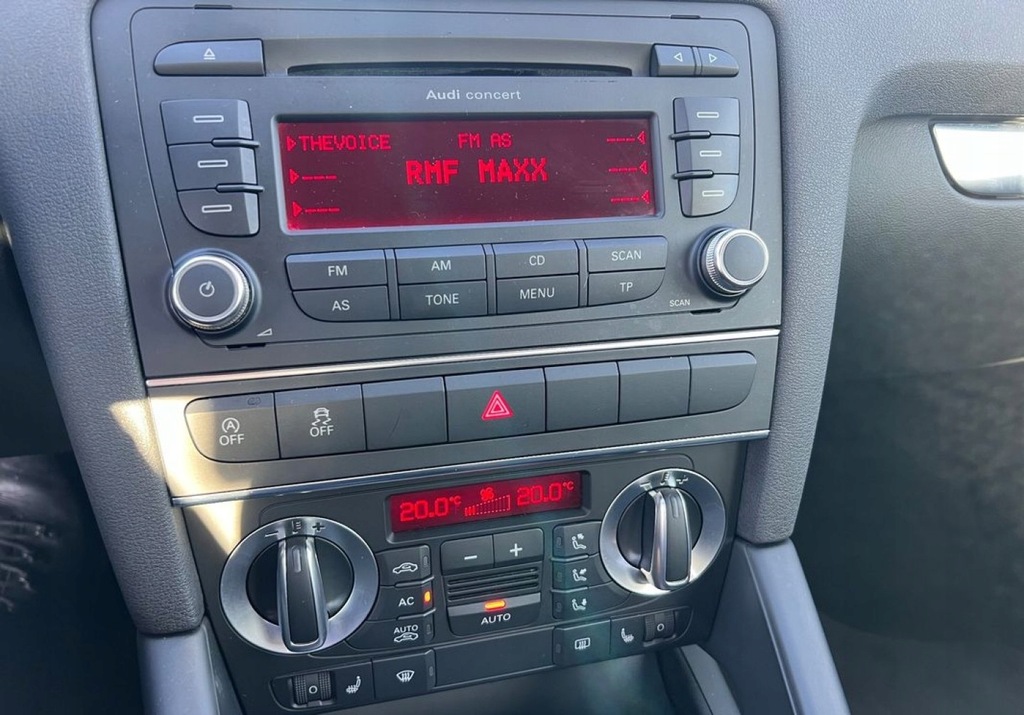 Audi concert
THEVOICE FM AS
RMF MAXX
FM AM CD SCAN
AS TONE MENU TP
SCAN
OFF OFF
20.0°C 20.0°C
AC
AUTO
AUTO